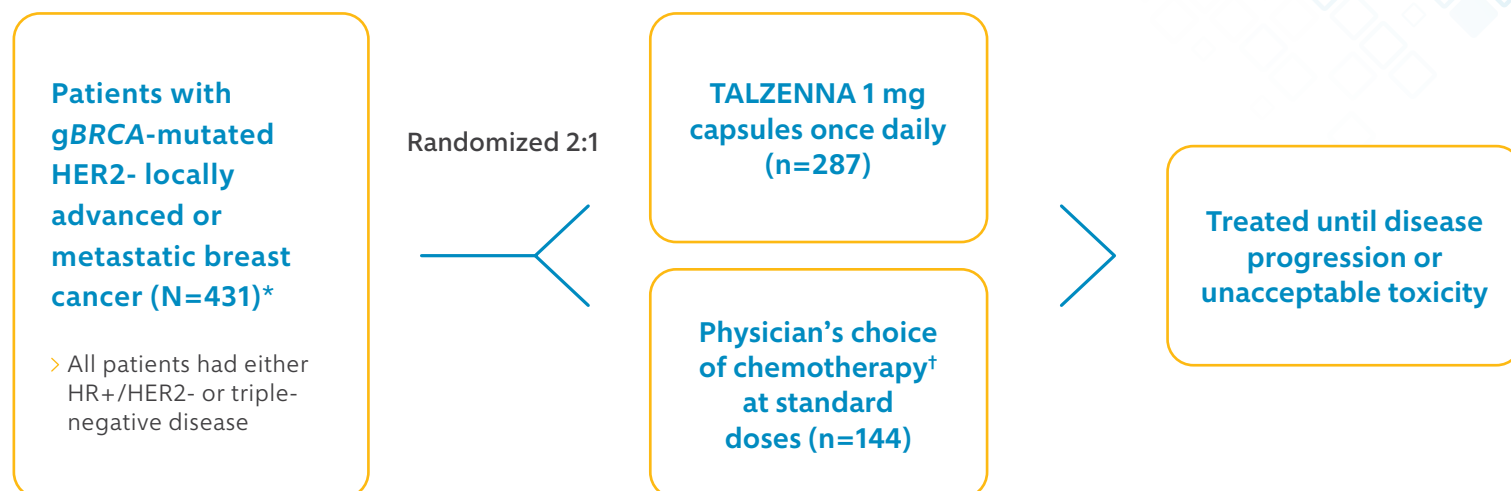 Patients with
gBRCA-mutated
HER2- locally
advanced or
metastatic breast
cancer (N=431)*
> All patients had either
HR+/HER2- or triple-
negative disease
Randomized 2:1
TALZENNA 1 mg
capsules once daily
(n=287)
Physician’s choice
of chemotherapy†
at standard
doses (n=144)
Treated until disease
progression or
unacceptable toxicity